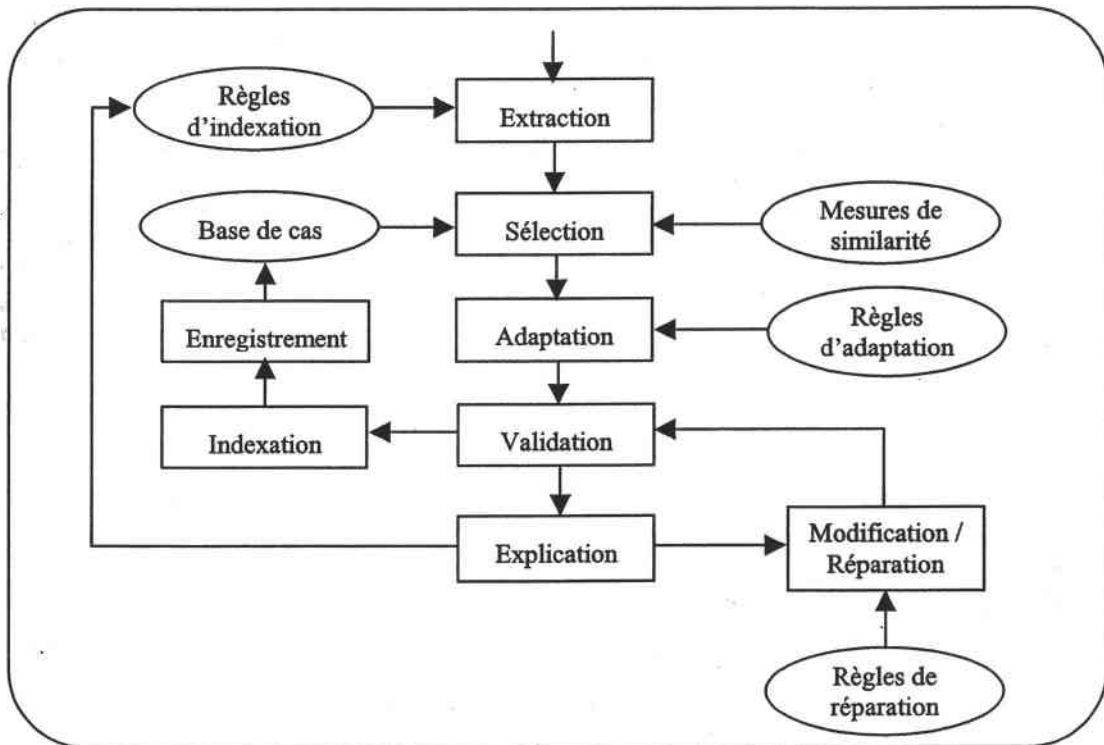 Règles
d'indexation
Extraction
Base de cas
Sélection
Mesures de
similarité
Enregistrement
Adaptation
Règles
d'adaptation
Indexation
Validation
Explication
Modification /
Réparation
Règles de
réparation